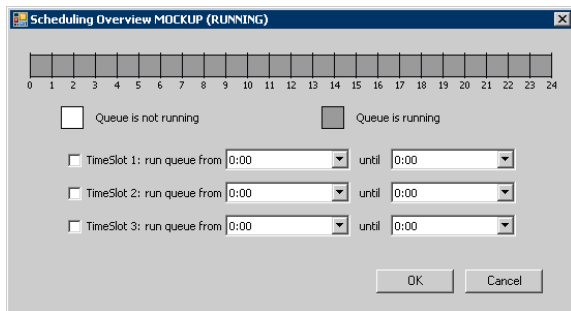 Scheduling Overview MOCKUP (RUNNING)
0 1 2 3 4 5 6 7 8 9 10 11 12 13 14 15 16 17 18 19 20 21 22 23 24
Queue is not running Queue is running
TimeSlot 1: run queue from 0:00 until 0:00
TimeSlot 2: run queue from 0:00 until 0:00
TimeSlot 3: run queue from 0:00 until 0:00
OK Cancel